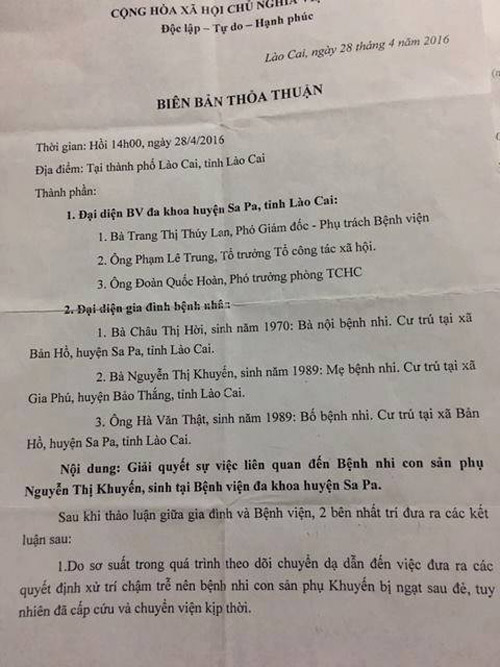 CỘNG HÒA XÃ HỘI CHỦ NGHĨA
Độc lập – Tự do – Hạnh phúc
Lào Cai, ngày 28 tháng 4 năm 2016
BIÊN BẢN THỎA THUẬN
Thời gian: Hồi 14h00, ngày 28/4/2016
Địa điểm: Tại thành phố Lào Cai, tỉnh Lào Cai
Thành phần:
1. Đại diện BV đa khoa huyện Sa Pa, tỉnh Lào Cai:
1. Bà Trang Thị Thúy Lan, Phó Giám đốc - Phụ trách Bệnh viện
2. Ông Phạm Lê Trung, Tổ trưởng Tổ công tác xã hội.
3. Ông Đoàn Quốc Hoàn, Phó trưởng phòng TCHC
2. Đại diện gia đình bệnh nhân
1. Bà Châu Thị Hời, sinh năm 1970: Bà nội bệnh nhi. Cư trú tại xã
Bản Hồ, huyện Sa Pa, tỉnh Lào Cai.
2. Bà Nguyễn Thị Khuyến, sinh năm 1989: Mẹ bệnh nhi. Cư trú tại xã
Gia Phú, huyện Bảo Thắng, tỉnh Lào Cai.
3. Ông Hà Văn Thật, sinh năm 1989: Bố bệnh nhi. Cư trú tại xã Bản
Hồ, huyện Sa Pa, tỉnh Lào Cai.
Nội dung: Giải quyết sự việc liên quan đến Bệnh nhi con sản phụ
Nguyễn Thị Khuyến, sinh tại Bệnh viện đa khoa huyện Sa Pa.
Sau khi thảo luận giữa gia đình và Bệnh viện, 2 bên nhất trí đưa ra các kết
luận sau:
1.Do sơ suất trong quá trình theo dõi chuyển dạ dẫn đến việc đưa ra các
quyết định xử trí chậm trễ nên bệnh nhi con sản phụ Khuyến bị ngạt sau đẻ, tuy
nhiên đã cấp cứu và chuyển viện kịp thời.